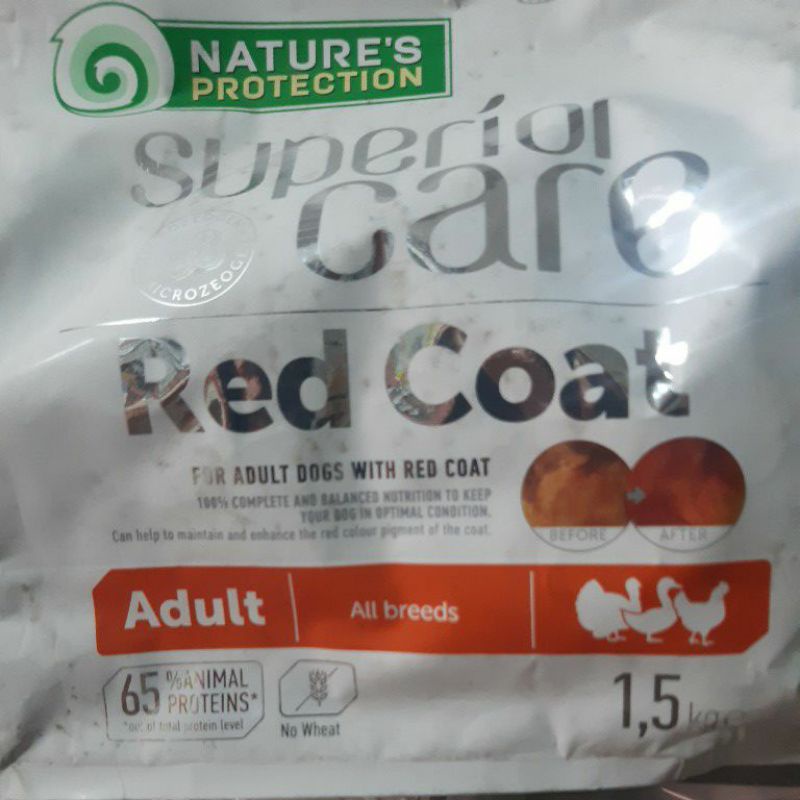 NATURE'S
PROTECTION
Superior
care
MICROZEOGEN
Red Coat
FOR ADULT DOGS WITH RED COAT
100% COMPLETE AND BALANCED NUTRITION TO KEEP
YOUR DOG IN OPTIMAL CONDITION.
Can help to maintain and enhance the red colour pigment of the coat.
BEFORE
AFTER
Adult
All breeds
65 % ANIMAL
PROTEINS*
*out of total protein level
No Wheat
1,5 kg